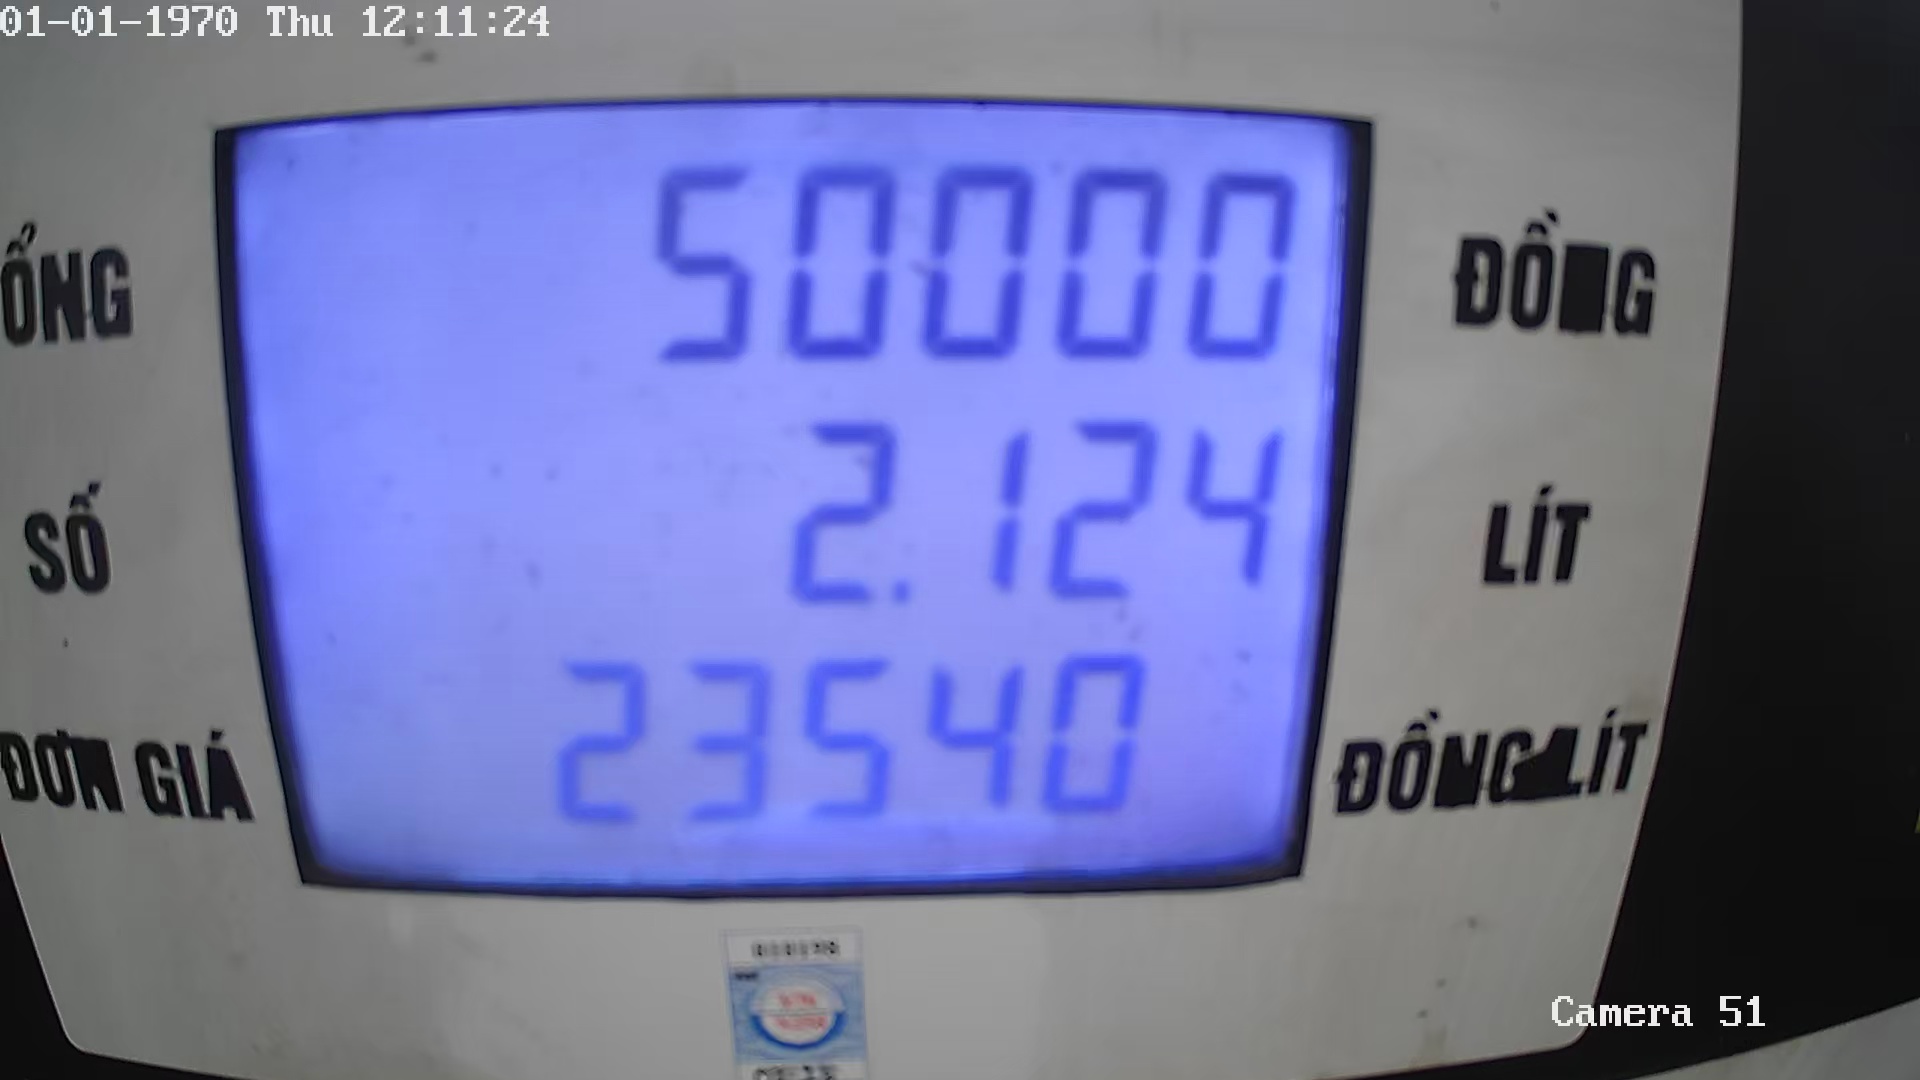 01-01-1970 Thu 12:11:24
50000
ỔNG
ĐỒNG
2.124
SỐ
LÍT
23540
ĐƠN GIÁ
ĐỒNG/LÍT
Camera 51